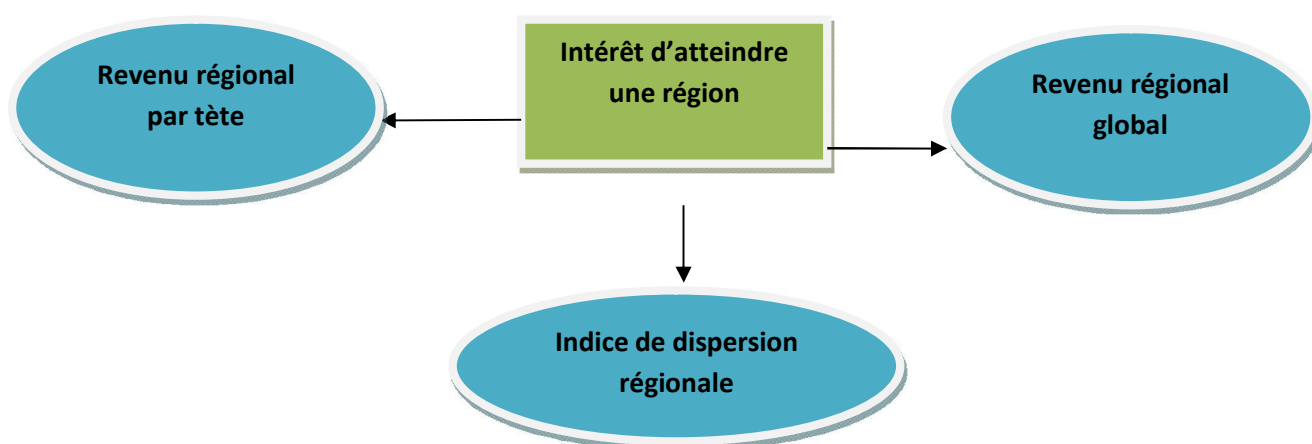 Revenu régional
par tète
Intérêt d’atteindre
une région
Revenu régional
global
Indice de dispersion
régionale